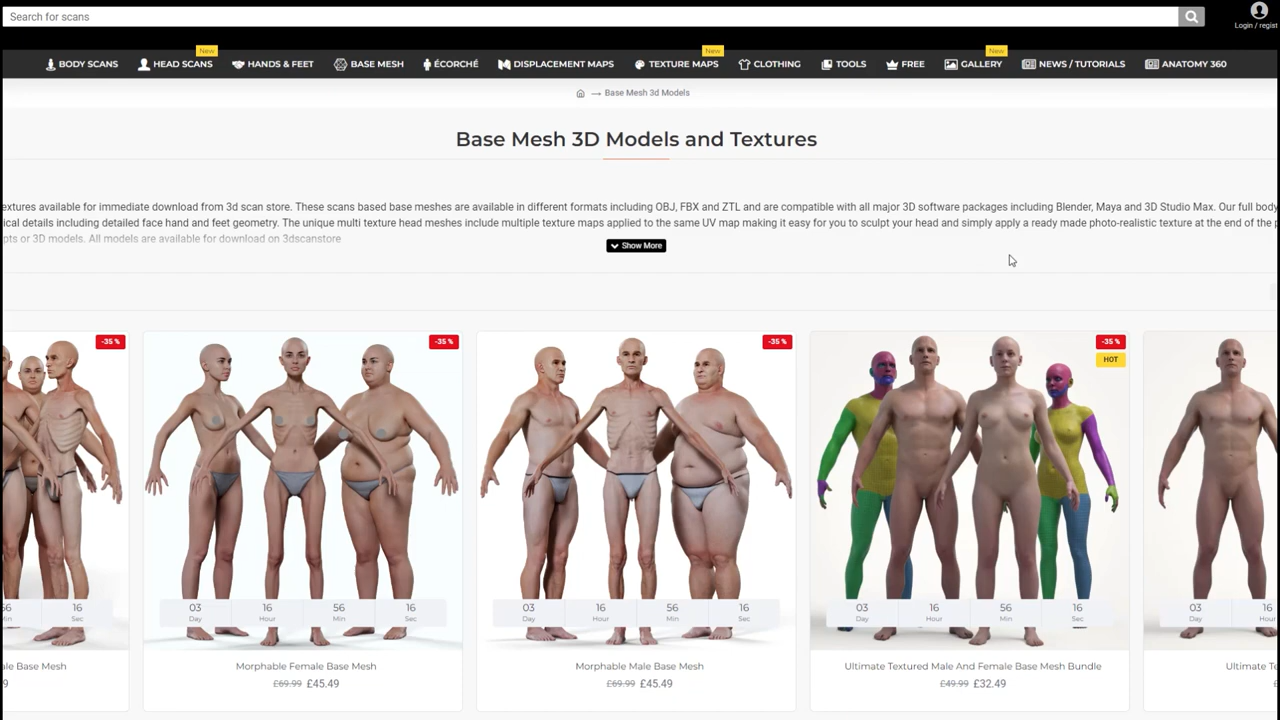 Search for scans
Login / regist
New New New
BODY SCANS HEAD SCANS HANDS & FEET BASE MESH ÉCORCHÉ DISPLACEMENT MAPS TEXTURE MAPS CLOTHING TOOLS FREE GALLERY NEWS / TUTORIALS ANATOMY 360
Base Mesh 3d Models
Base Mesh 3D Models and Textures
extures available for immediate download from 3d scan store. These scans based base meshes are available in different formats including OBJ, FBX and ZTL and are compatible with all major 3D software packages including Blender, Maya and 3D Studio Max. Our full body
ical details including detailed face hand and feet geometry. The unique multi texture head meshes include multiple texture maps applied to the same UV map making it easy for you to sculpt your head and simply apply a ready made photo-realistic texture at the end of the p
pts or 3D models. All models are available for download on 3dscanstore
Show More
-35 % -35 % -35 % -35 %
HOT
56 16 03 16 56 16 03 16 56 16 03 16 56 16 03 16
Min Sec Day Hour Min Sec Day Hour Min Sec Day Hour Min Sec Day Hou
ale Base Mesh Morphable Female Base Mesh Morphable Male Base Mesh Ultimate Textured Male And Female Base Mesh Bundle Ultimate Te
9 £69.99 £45.49 £69.99 £45.49 £49.99 £32.49